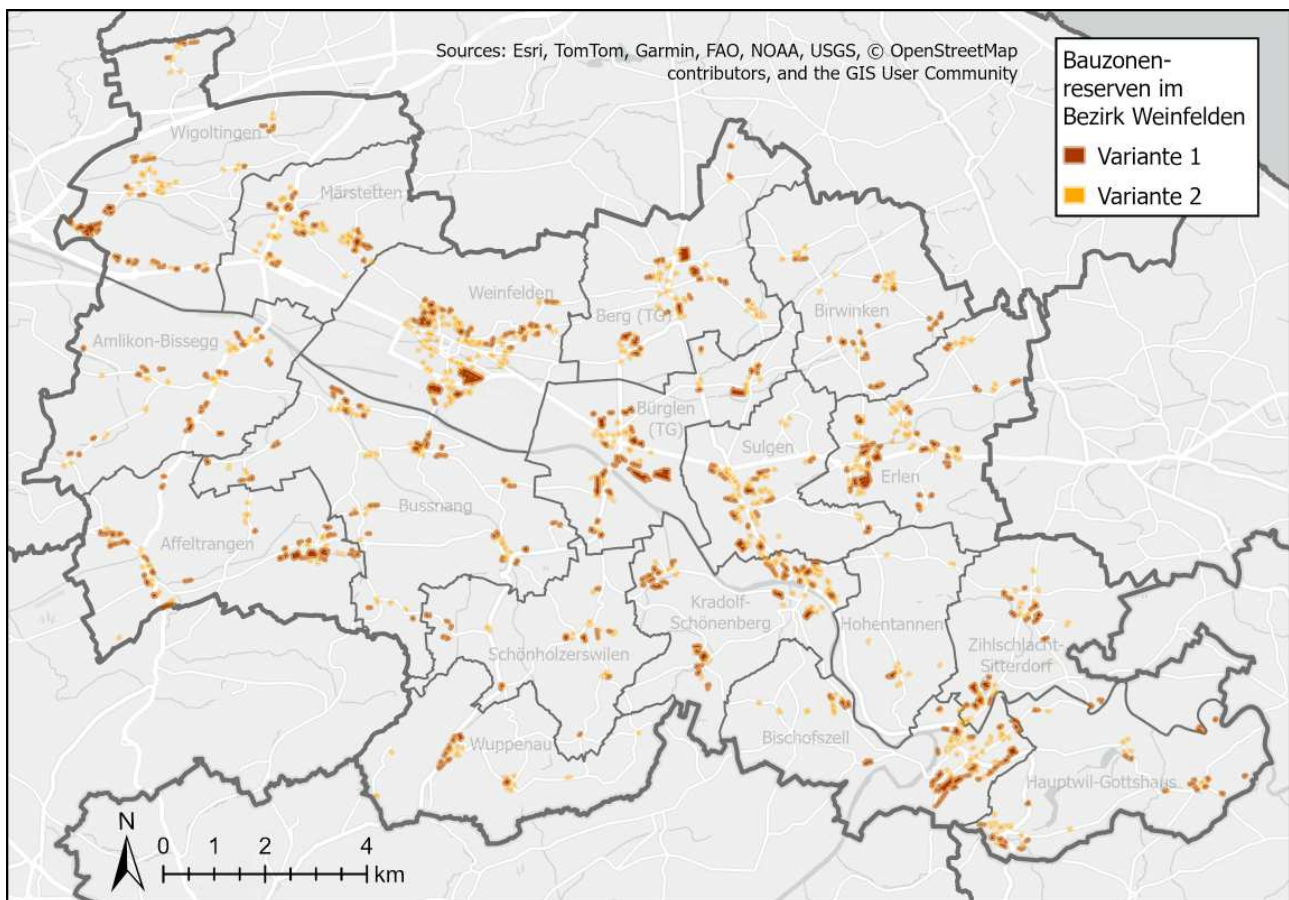 Sources: Esri, TomTom, Garmin, FAO, NOAA, USGS, © OpenStreetMap
contributors, and the GIS User Community
Bauzonen-
reserven im
Bezirk Weinfelden
Variante 1
Variante 2
Wigoltingen
Märstetten
Weinfelden
Berg (TG)
Birwinken
Amlikon-Bissegg
Bürglen
(TG)
Sulgen
Erlen
Bussnang
Affeltrangen
Kradolf-
Schönenberg
Hohentannen
Zihlschlacht-
Sitterdorf
Schönholzerswilen
Wuppenau
Bischofszell
Hauptwil-Gottshaus
N
0 1 2 4
km